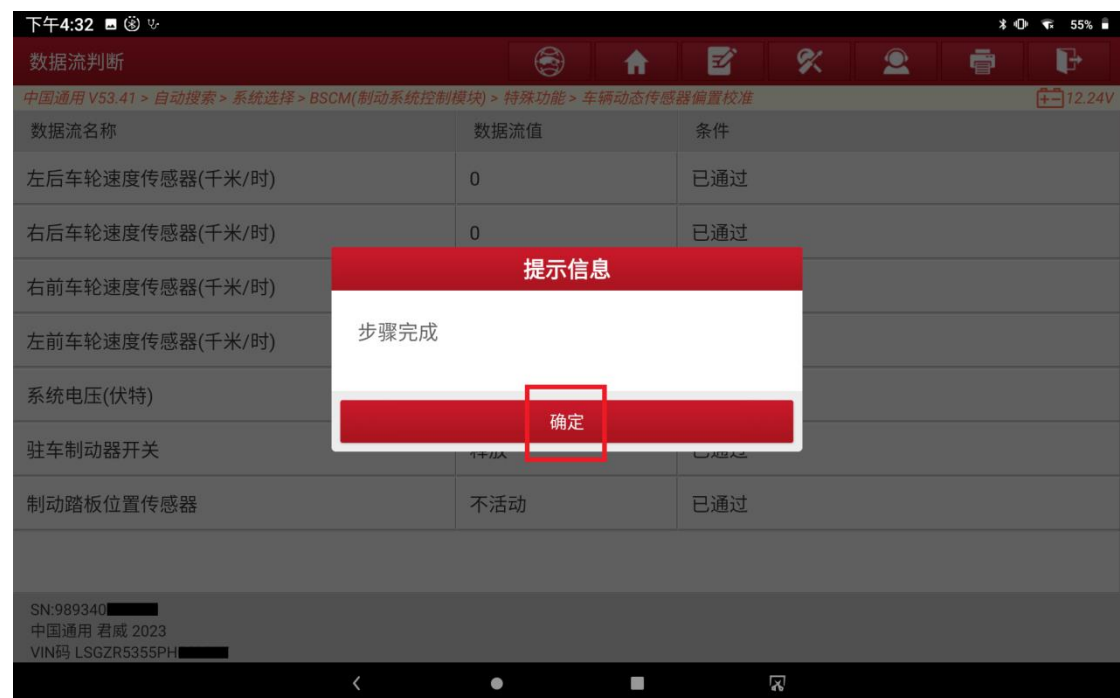 下午4:32 55%
数据流判断
中国通用 V53.41 > 自动搜索 > 系统选择 > BSCM(制动系统控制模块) > 特殊功能 > 车辆动态传感器偏置校准 12.24V
数据流名称 数据流值 条件
左后车轮速度传感器(千米/时) 0 已通过
右后车轮速度传感器(千米/时) 0 已通过
提示信息
右前车轮速度传感器(千米/时)
步骤完成
左前车轮速度传感器(千米/时)
系统电压(伏特)
确定
驻车制动器开关 释放 已通过
制动踏板位置传感器 不活动 已通过
SN:989340
中国通用 君威 2023
VIN码 LSGZR5355PH